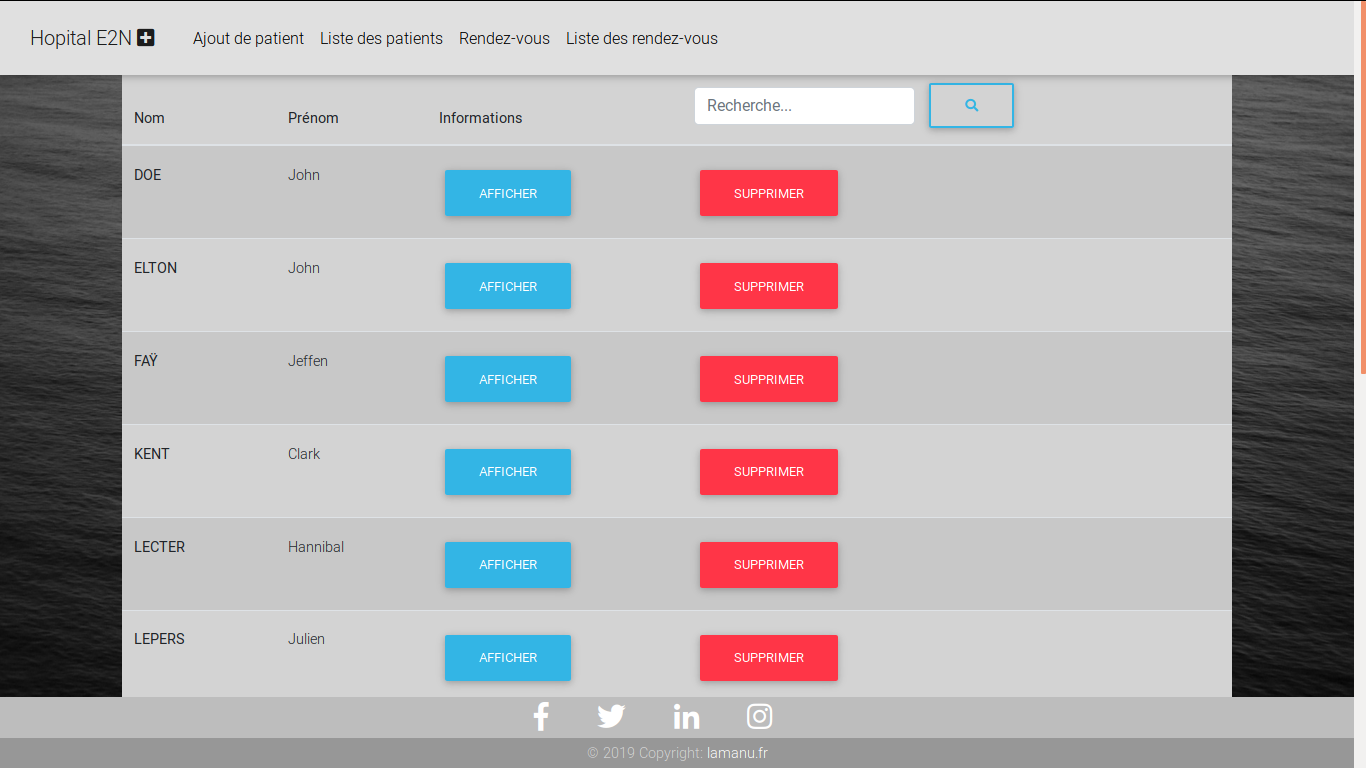 Hopital E2N Ajout de patient Liste des patients Rendez-vous Liste des rendez-vous
Recherche...
Nom Prénom Informations
DOE John AFFICHER SUPPRIMER
ELTON John AFFICHER SUPPRIMER
FAŸ Jeffen AFFICHER SUPPRIMER
KENT Clark AFFICHER SUPPRIMER
LECTER Hannibal AFFICHER SUPPRIMER
LEPERS Julien AFFICHER SUPPRIMER
© 2019 Copyright: lamanu.fr